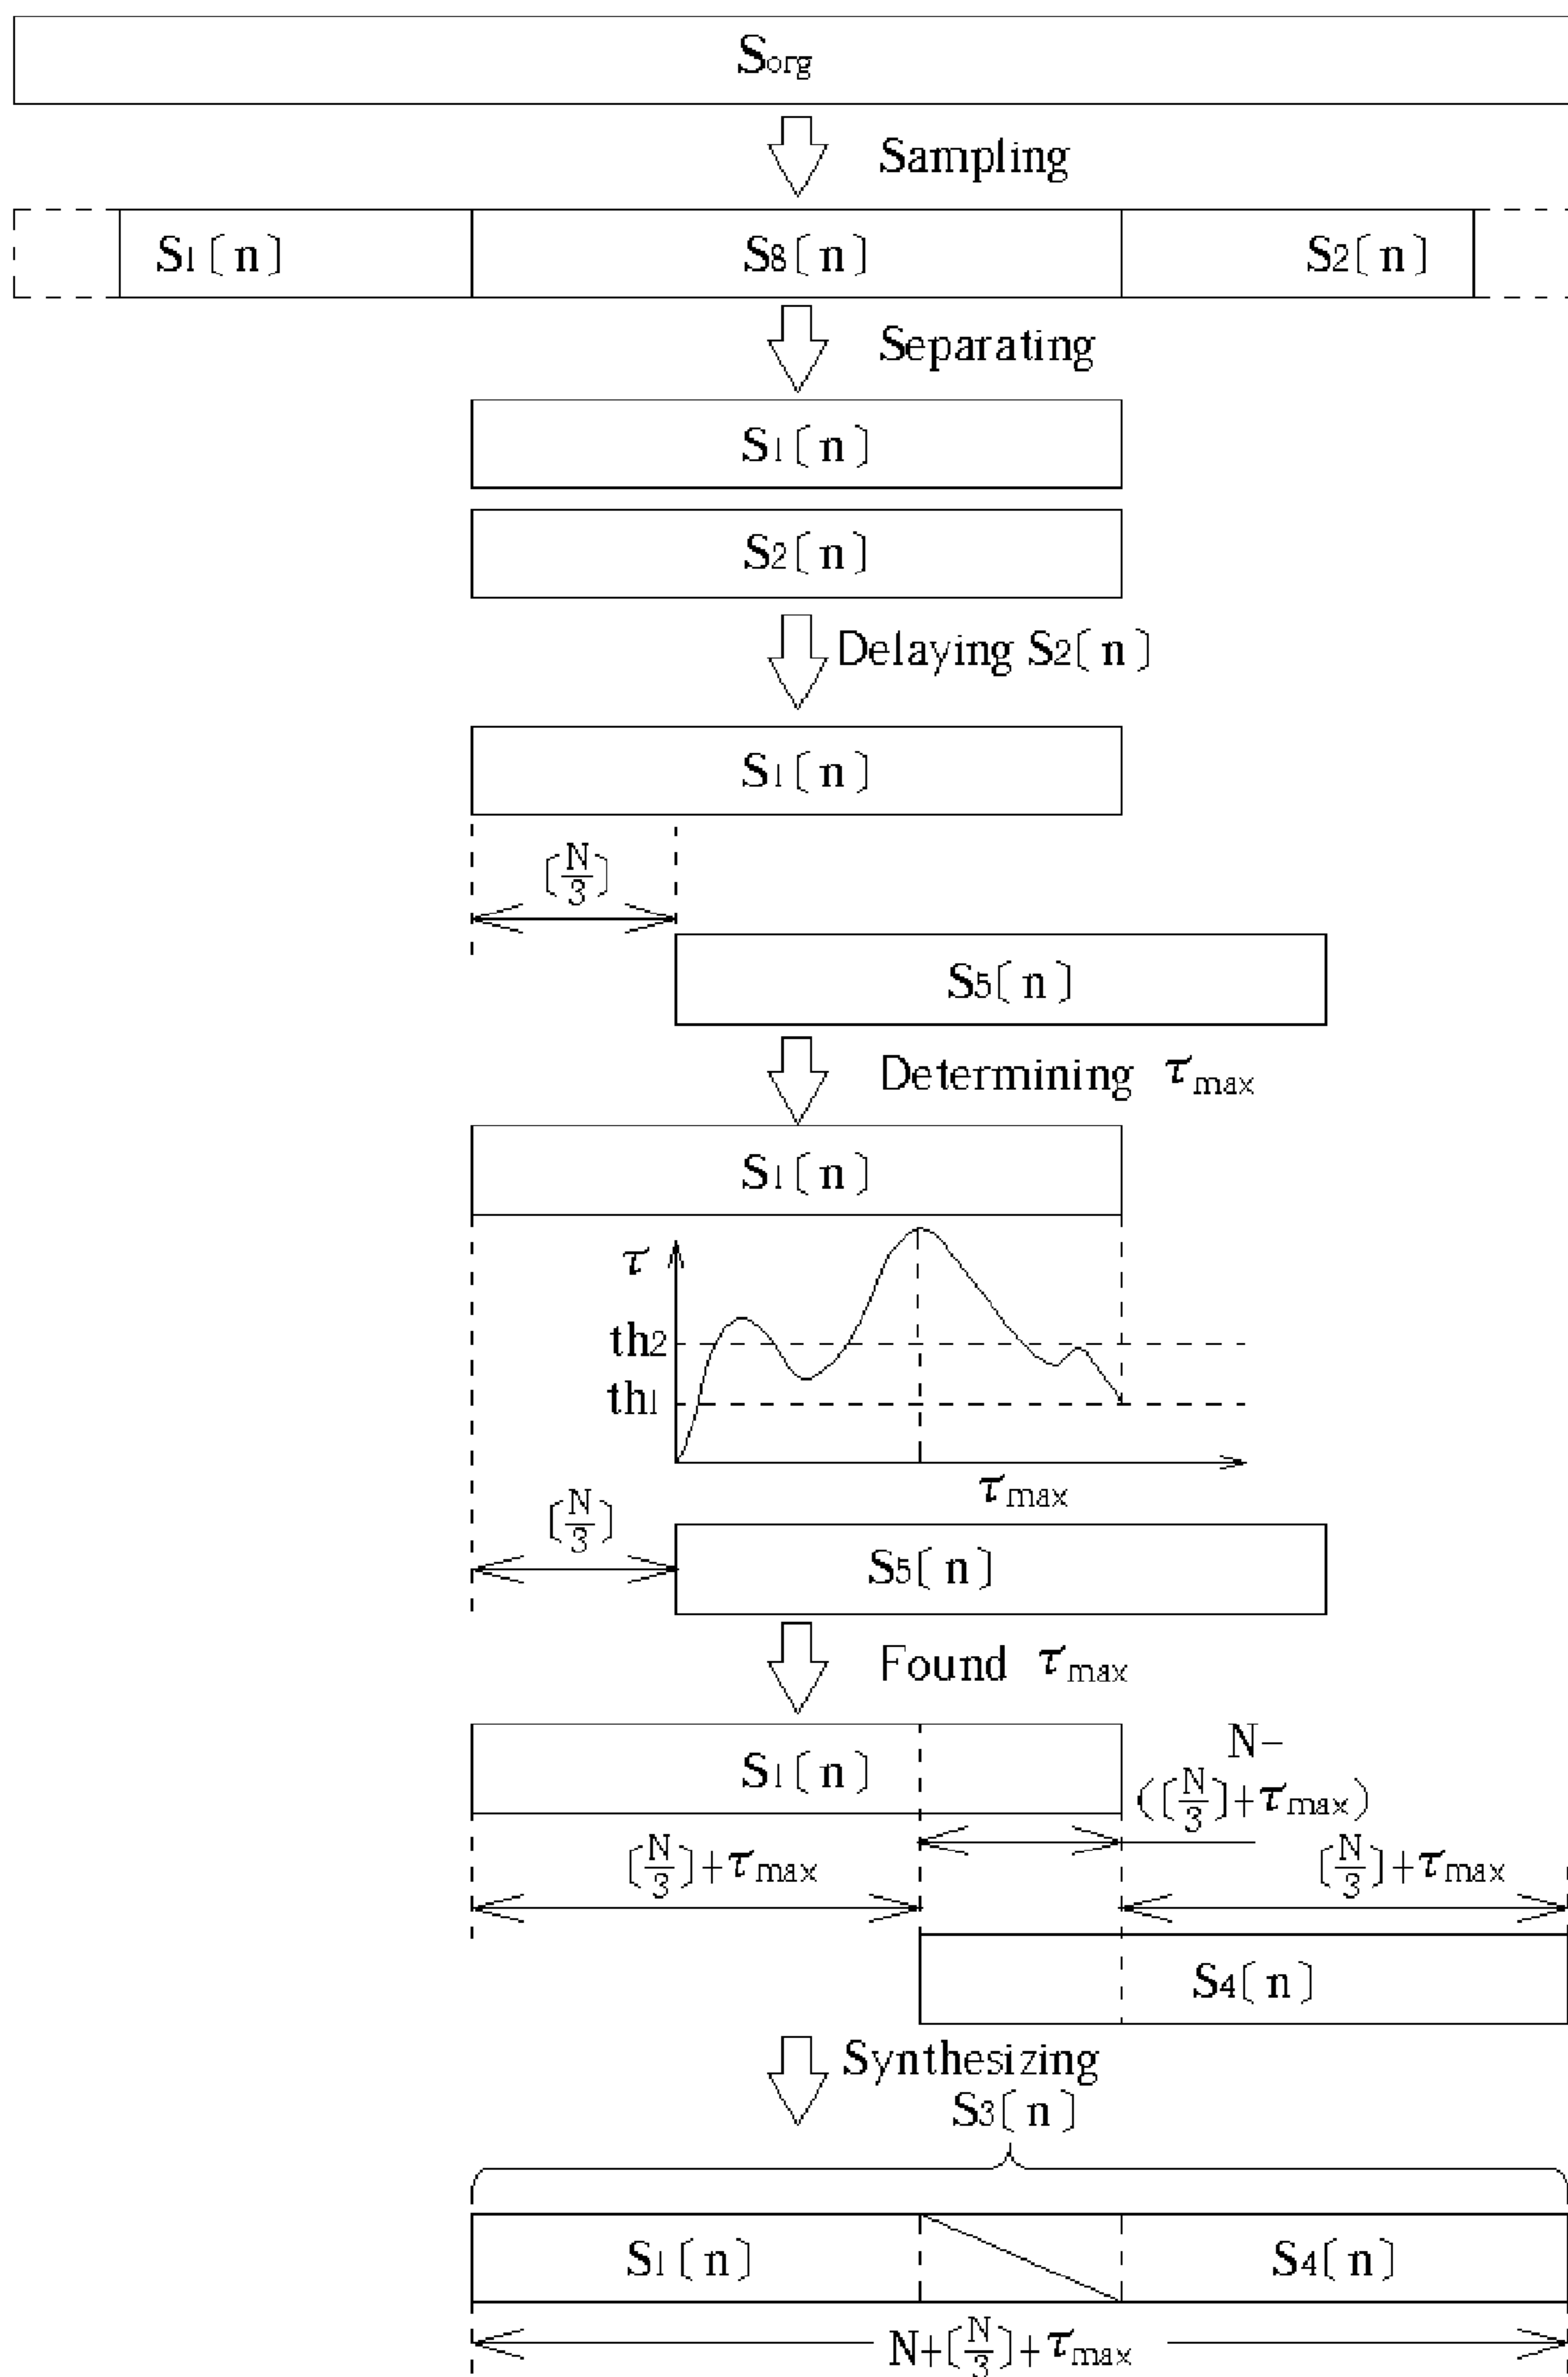 Sorg
Sampling
S1[n] S8[n] S2[n]
Separating
S1[n]
S2[n]
Delaying S2[n]
S1[n]
[N/3]
S5[n]
Determining τmax
S1[n]
τ
th2
th1
τmax
[N/3]
S5[n]
Found τmax
S1[n]
N-
([N/3]+τmax)
[N/3]+τmax [N/3]+τmax
S4[n]
Synthesizing
S3[n]
S1[n] S4[n]
N+[N/3]+τmax